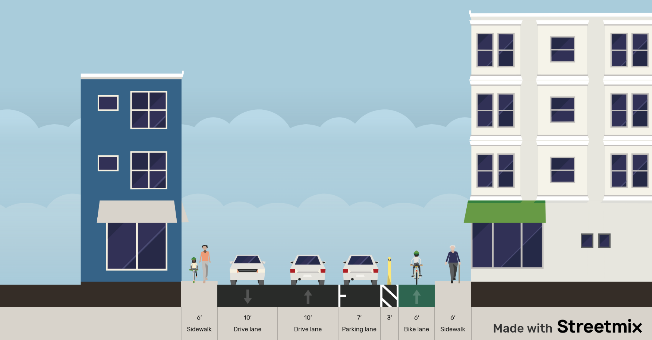 6' 10' 10' 7' 3' 6' 6'
Sidewalk Drive lane Drive lane Parking lane Bike lane Sidewalk
Made with Streetmix